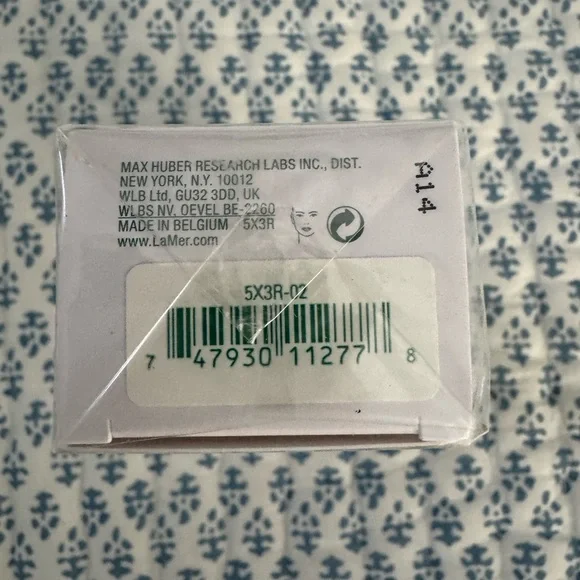 MAX HUBER RESEARCH LABS INC., DIST.
NEW YORK, N.Y. 10012
WLB Ltd, GU32 3DD, UK
WLBS NV. OEVEL BE-2260
MADE IN BELGIUM 5X3R
www.LaMer.com
A14
5X3R-02
7 47930 11277 8